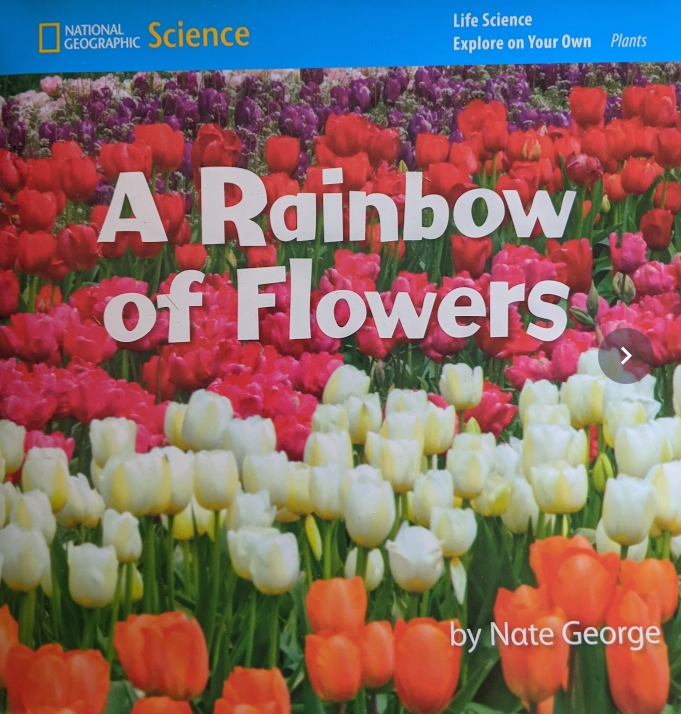 NATIONAL
GEOGRAPHIC Science
Life Science
Explore on Your Own Plants
A Rainbow
of Flowers
by Nate George